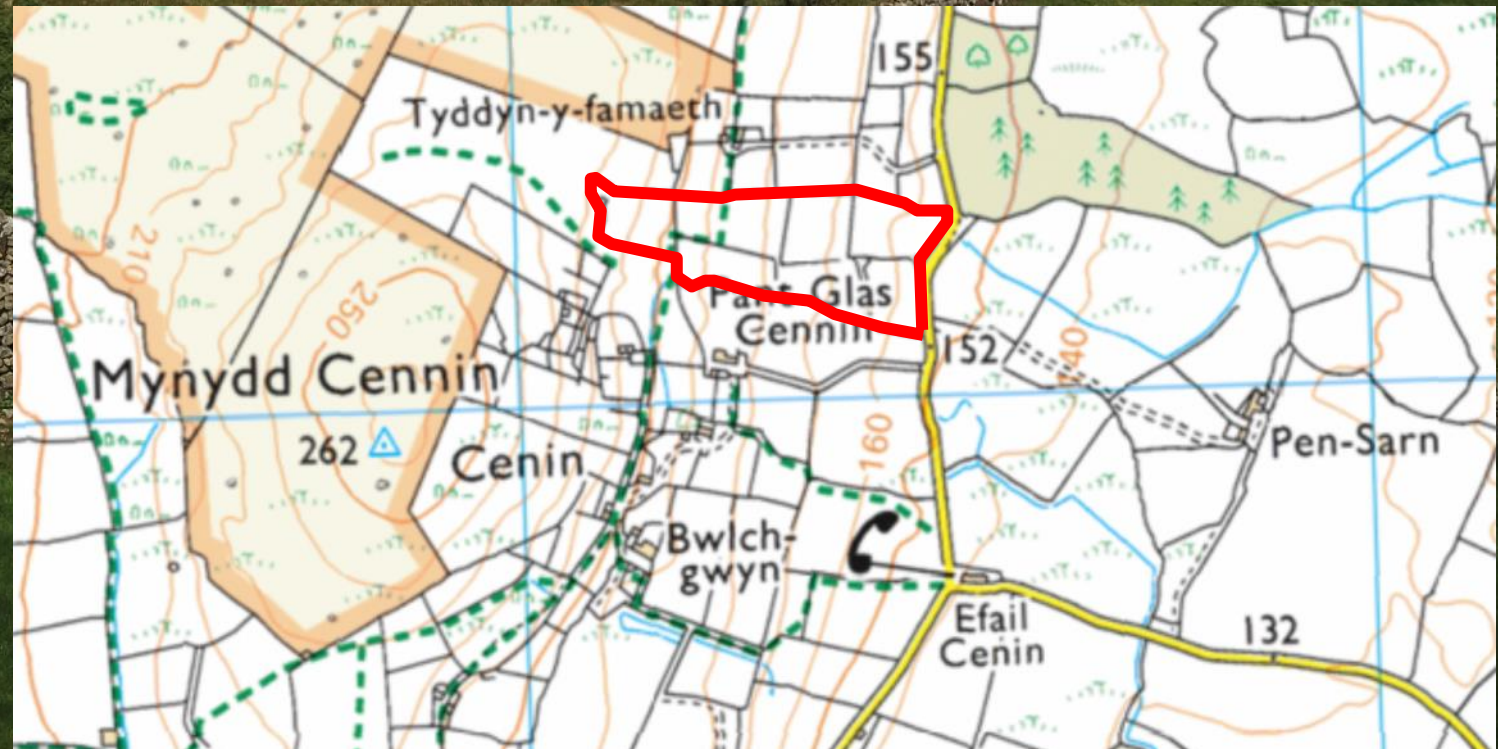 155
Tyddyn-y-famaeth
210
250
Pant Glas
Cennin
152
140
Mynydd Cennin
262
Cenin
160
Pen-Sarn
Bwlch-
gwyn
Efail
Cenin
132